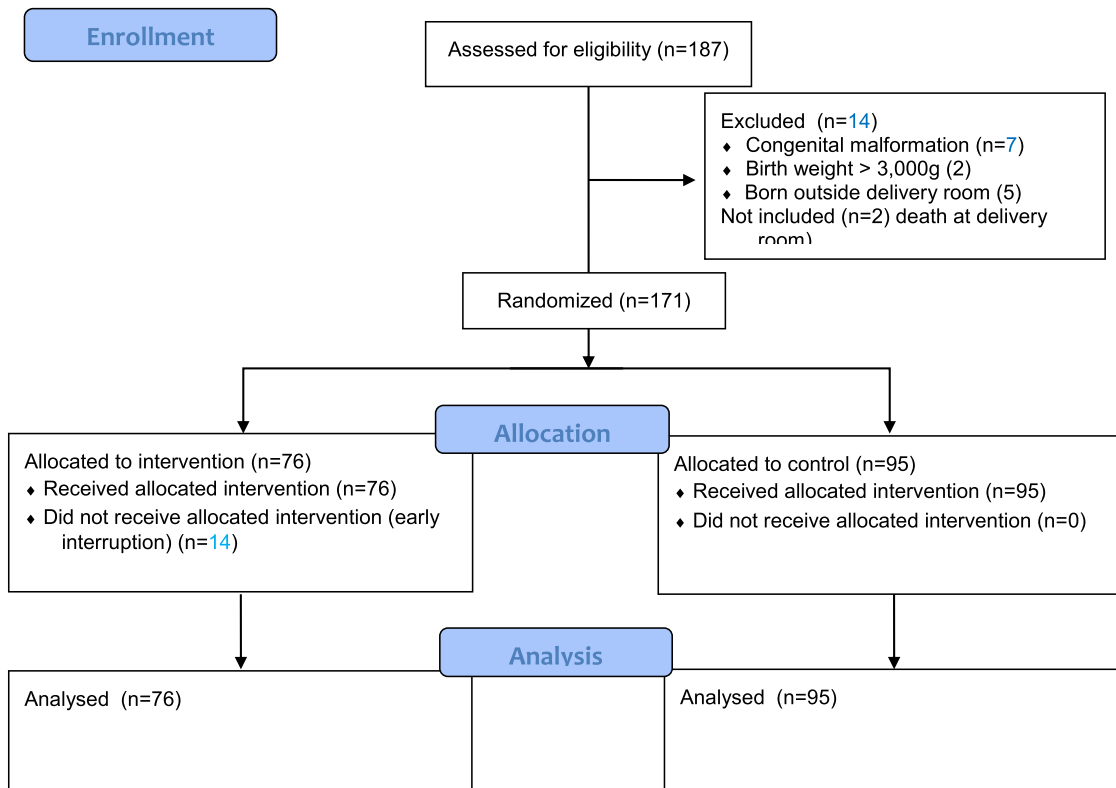 Enrollment
Assessed for eligibility (n=187)
Excluded (n=14)
♦ Congenital malformation (n=7)
♦ Birth weight > 3,000g (2)
♦ Born outside delivery room (5)
Not included (n=2) death at delivery
room)
Randomized (n=171)
Allocation
Allocated to intervention (n=76)
♦ Received allocated intervention (n=76)
♦ Did not receive allocated intervention (early
interruption) (n=14)
Allocated to control (n=95)
♦ Received allocated intervention (n=95)
♦ Did not receive allocated intervention (n=0)
Analysis
Analysed (n=76)
Analysed (n=95)